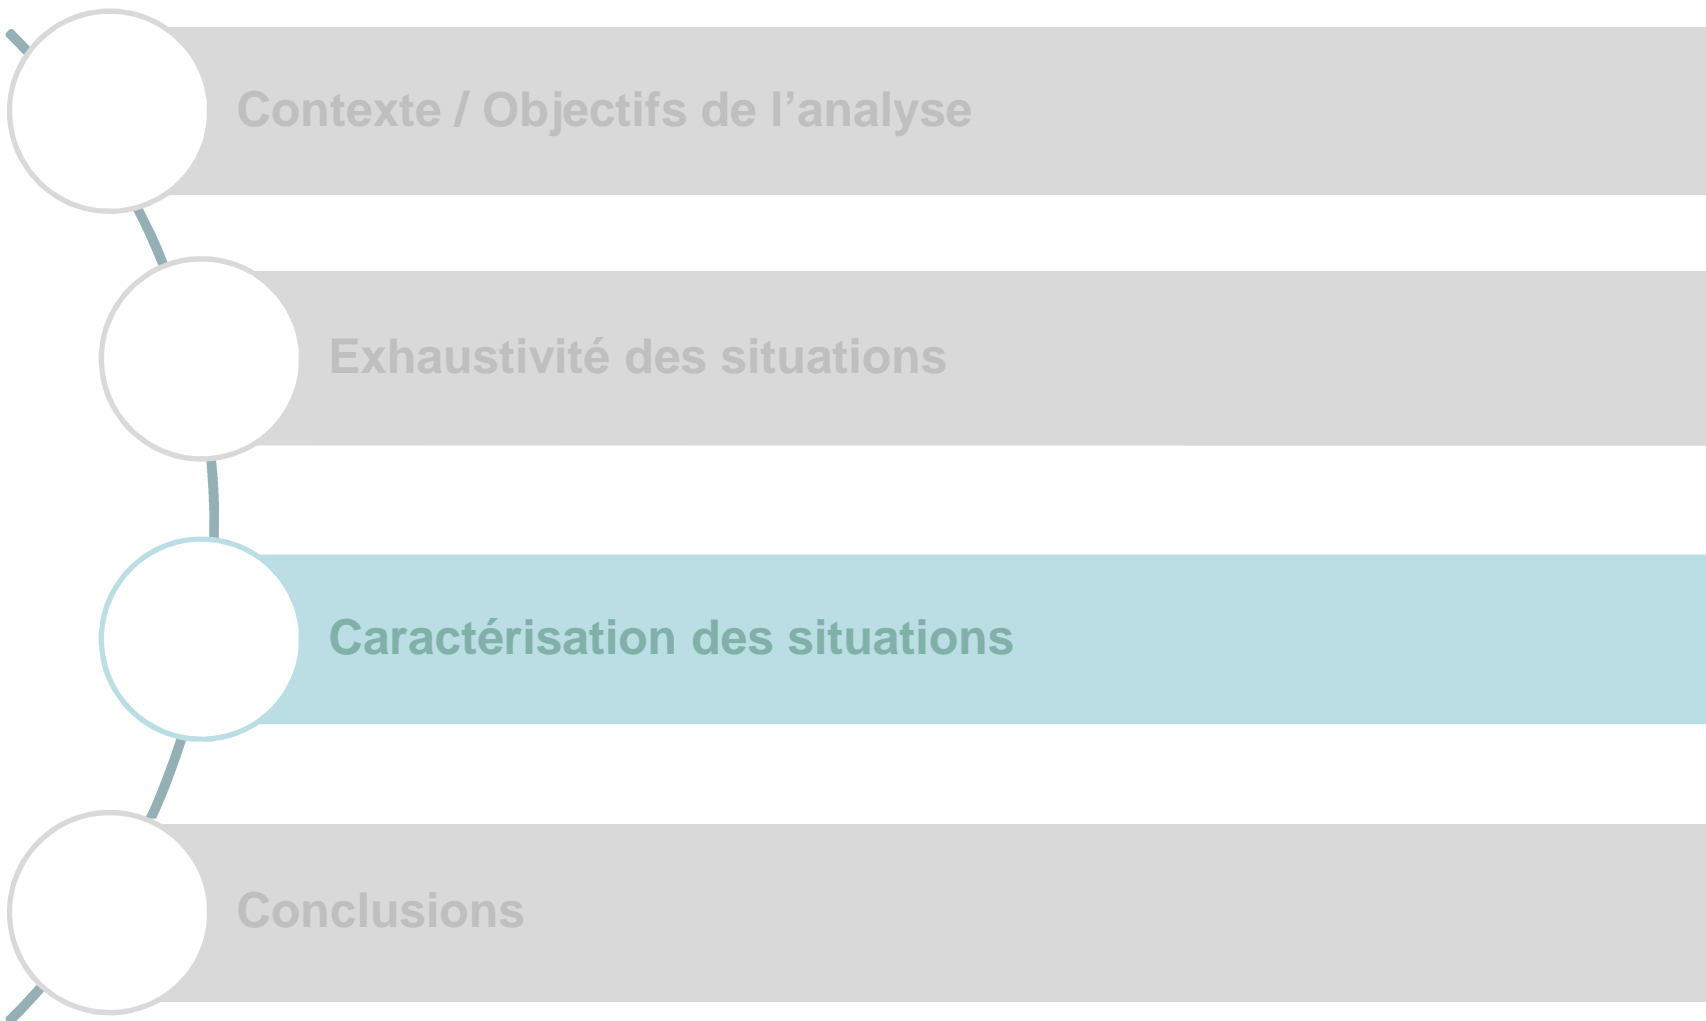 Contexte / Objectifs de l’analyse
Exhaustivité des situations
Caractérisation des situations
Conclusions